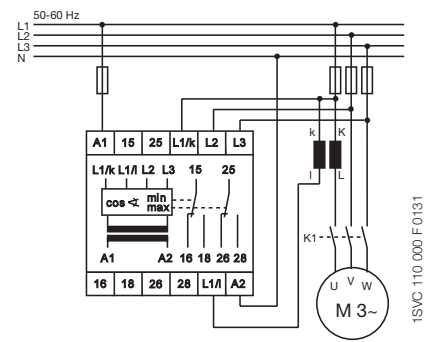 50-60 Hz
L1
L2
L3
N
A1 15 25 L1/k L2 L3
L1/k L1/l L2 L3 15 25
cos ∢ min
max
A1 A2 16 18 26 28
16 18 26 28 L1/l A2
k K
l L
K1
U V W
M 3~
1SVC 110 000 F 0131